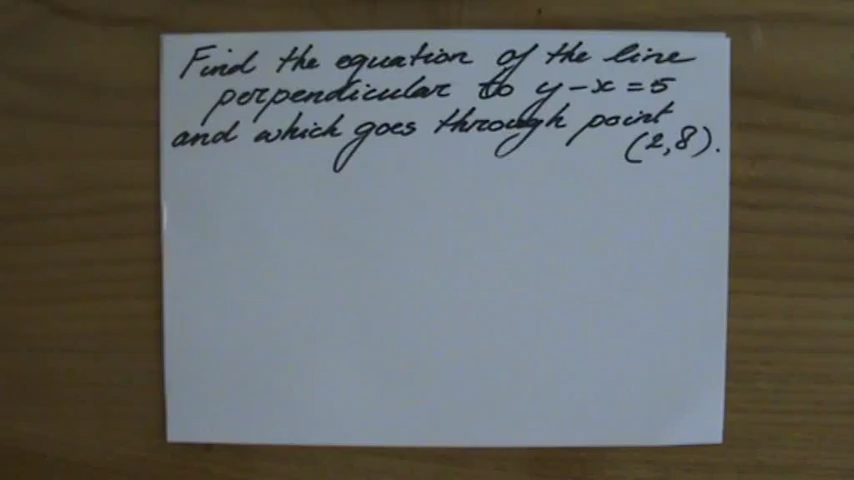 Find the equation of the line
perpendicular to y - x = 5
and which goes through point
(2,8).